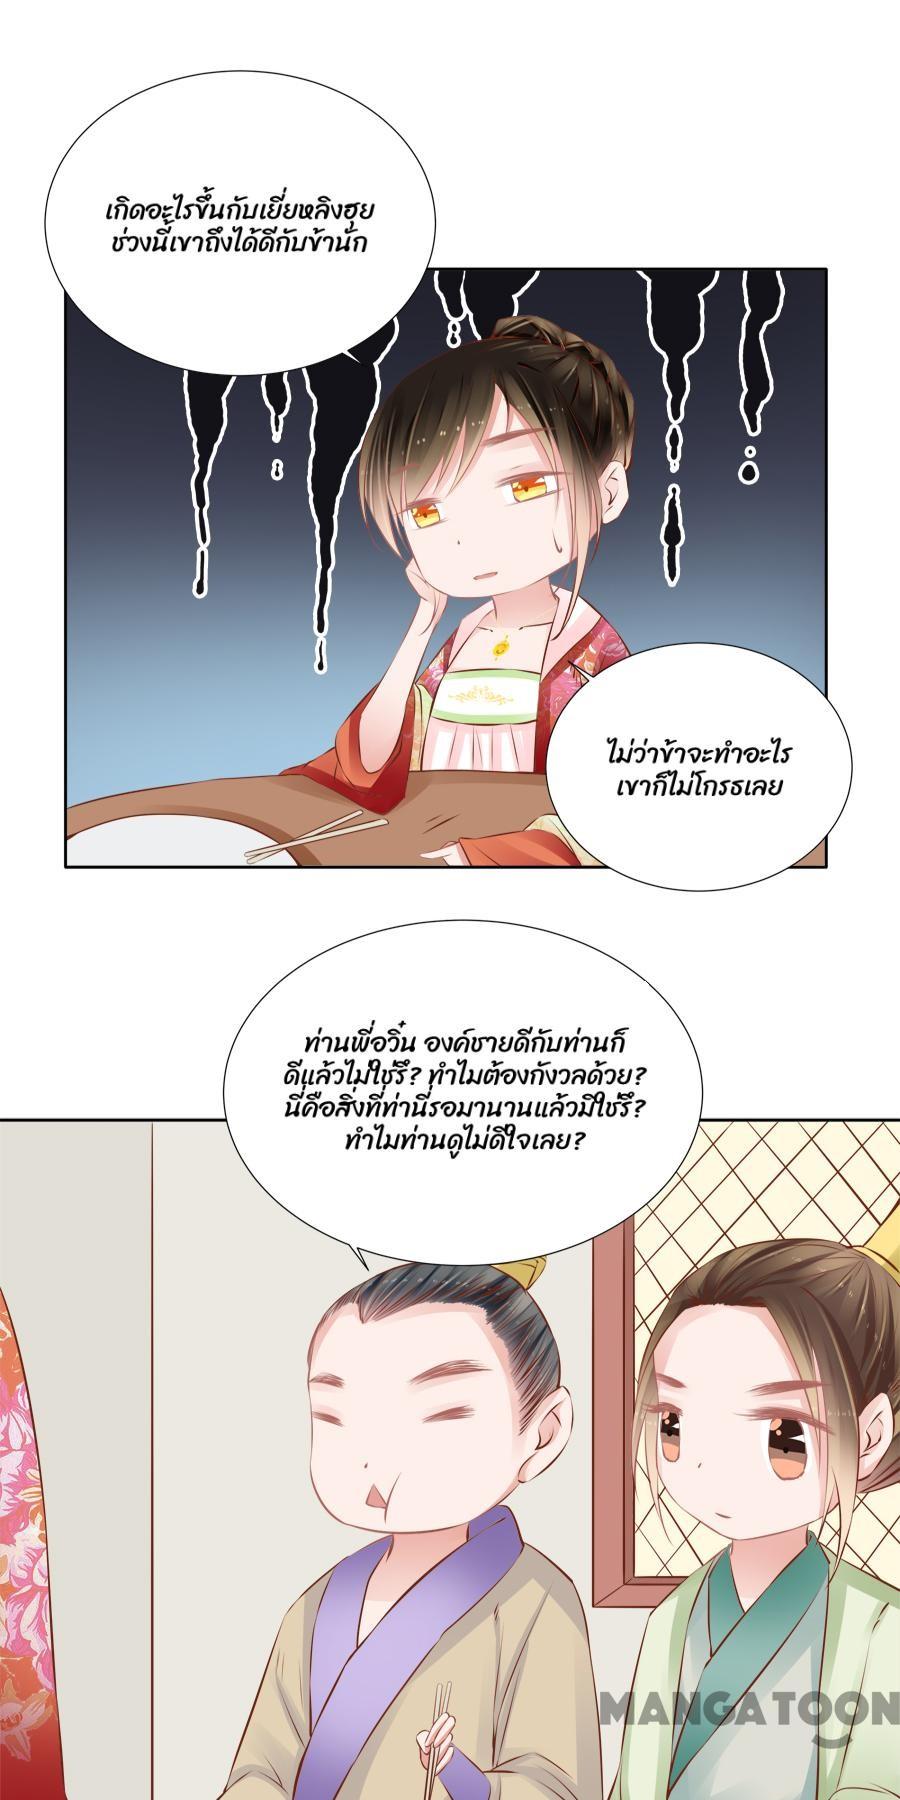 เกิดอะไรขึ้นกับเยี่ยหลิงฮุย
ช่วงนี้เขาถึงได้ดีกับข้านัก
ไม่ว่าข้าจะทำอะไร
เขาก็ไม่โกรธเลย
ท่านพี่อวิ๋น องค์ชายดีกับท่านก็
ดีแล้วไม่ใช่รึ? ทำไมต้องกังวลด้วย?
นี่คือสิ่งที่ท่านี่รอมานานแล้วมิใช่รึ?
ทำไมท่านดูไม่ดีใจเลย?
MANGATOON